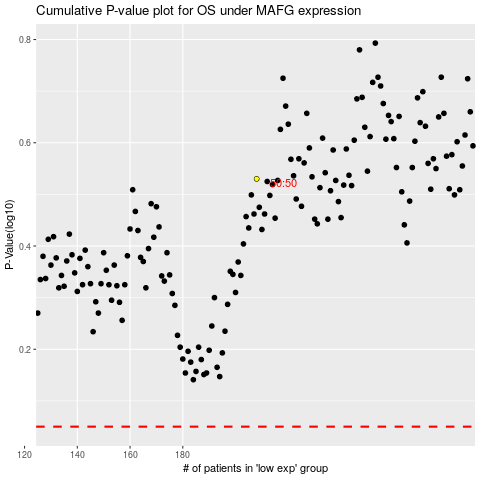 Cumulative P-value plot for OS under MAFG expression
P-Value(log10)
0.8
0.6
0.4
0.2
50:50
120 140 160 180
# of patients in 'low exp' group